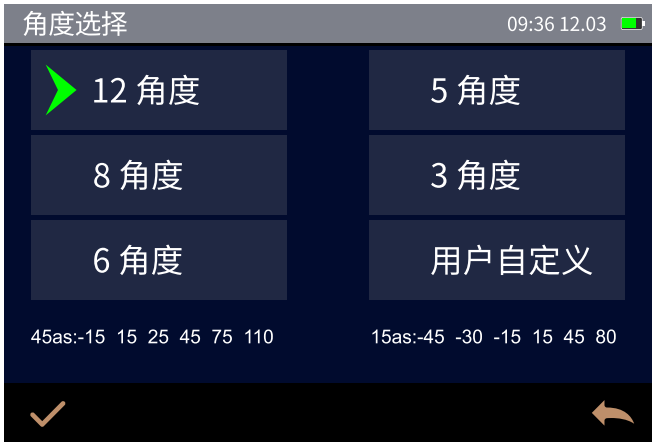 角度选择 09:36 12.03
12 角度 5 角度
8 角度 3 角度
6 角度 用户自定义
45as:-15 15 25 45 75 110 15as:-45 -30 -15 15 45 80